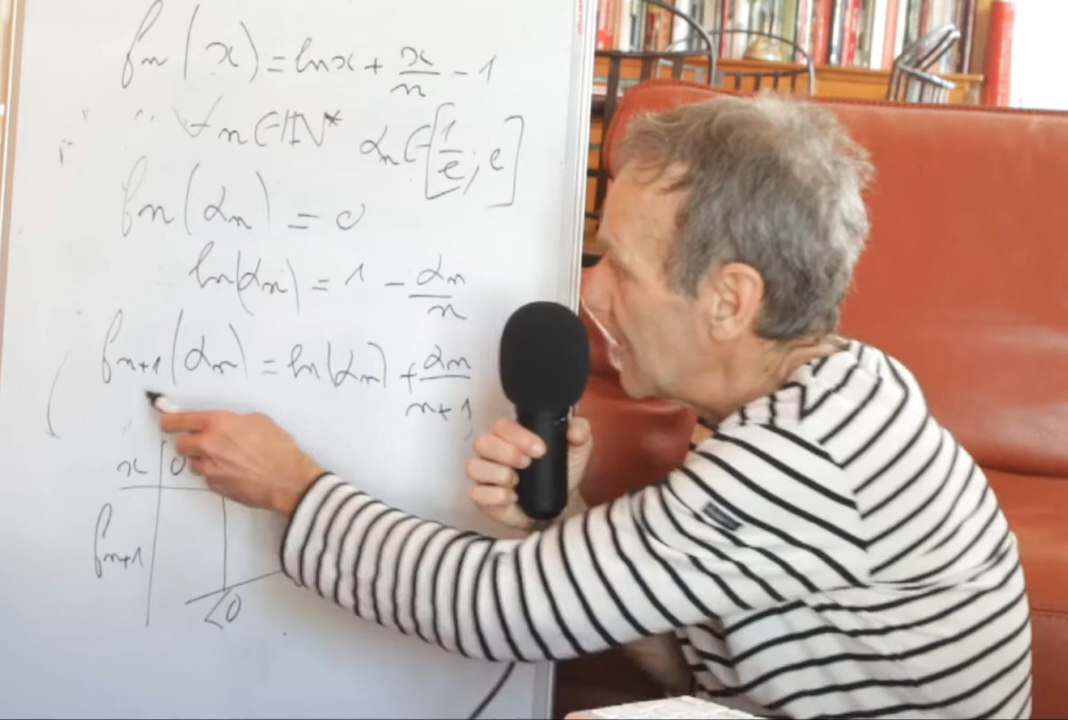 fn(x) = lnx + x/n - 1
∀n∈IN* αn∈[1/e; e]
fn(αn) = 0
ln(αn) = 1 - αn/n
fn+1(αn) = ln(αn) + αn/n+1
x | 0
fn+1
<0